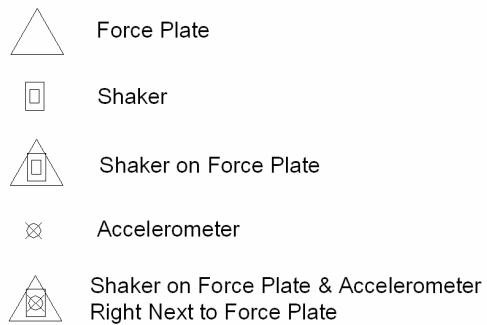 Force Plate
Shaker
Shaker on Force Plate
Accelerometer
Shaker on Force Plate & Accelerometer
Right Next to Force Plate